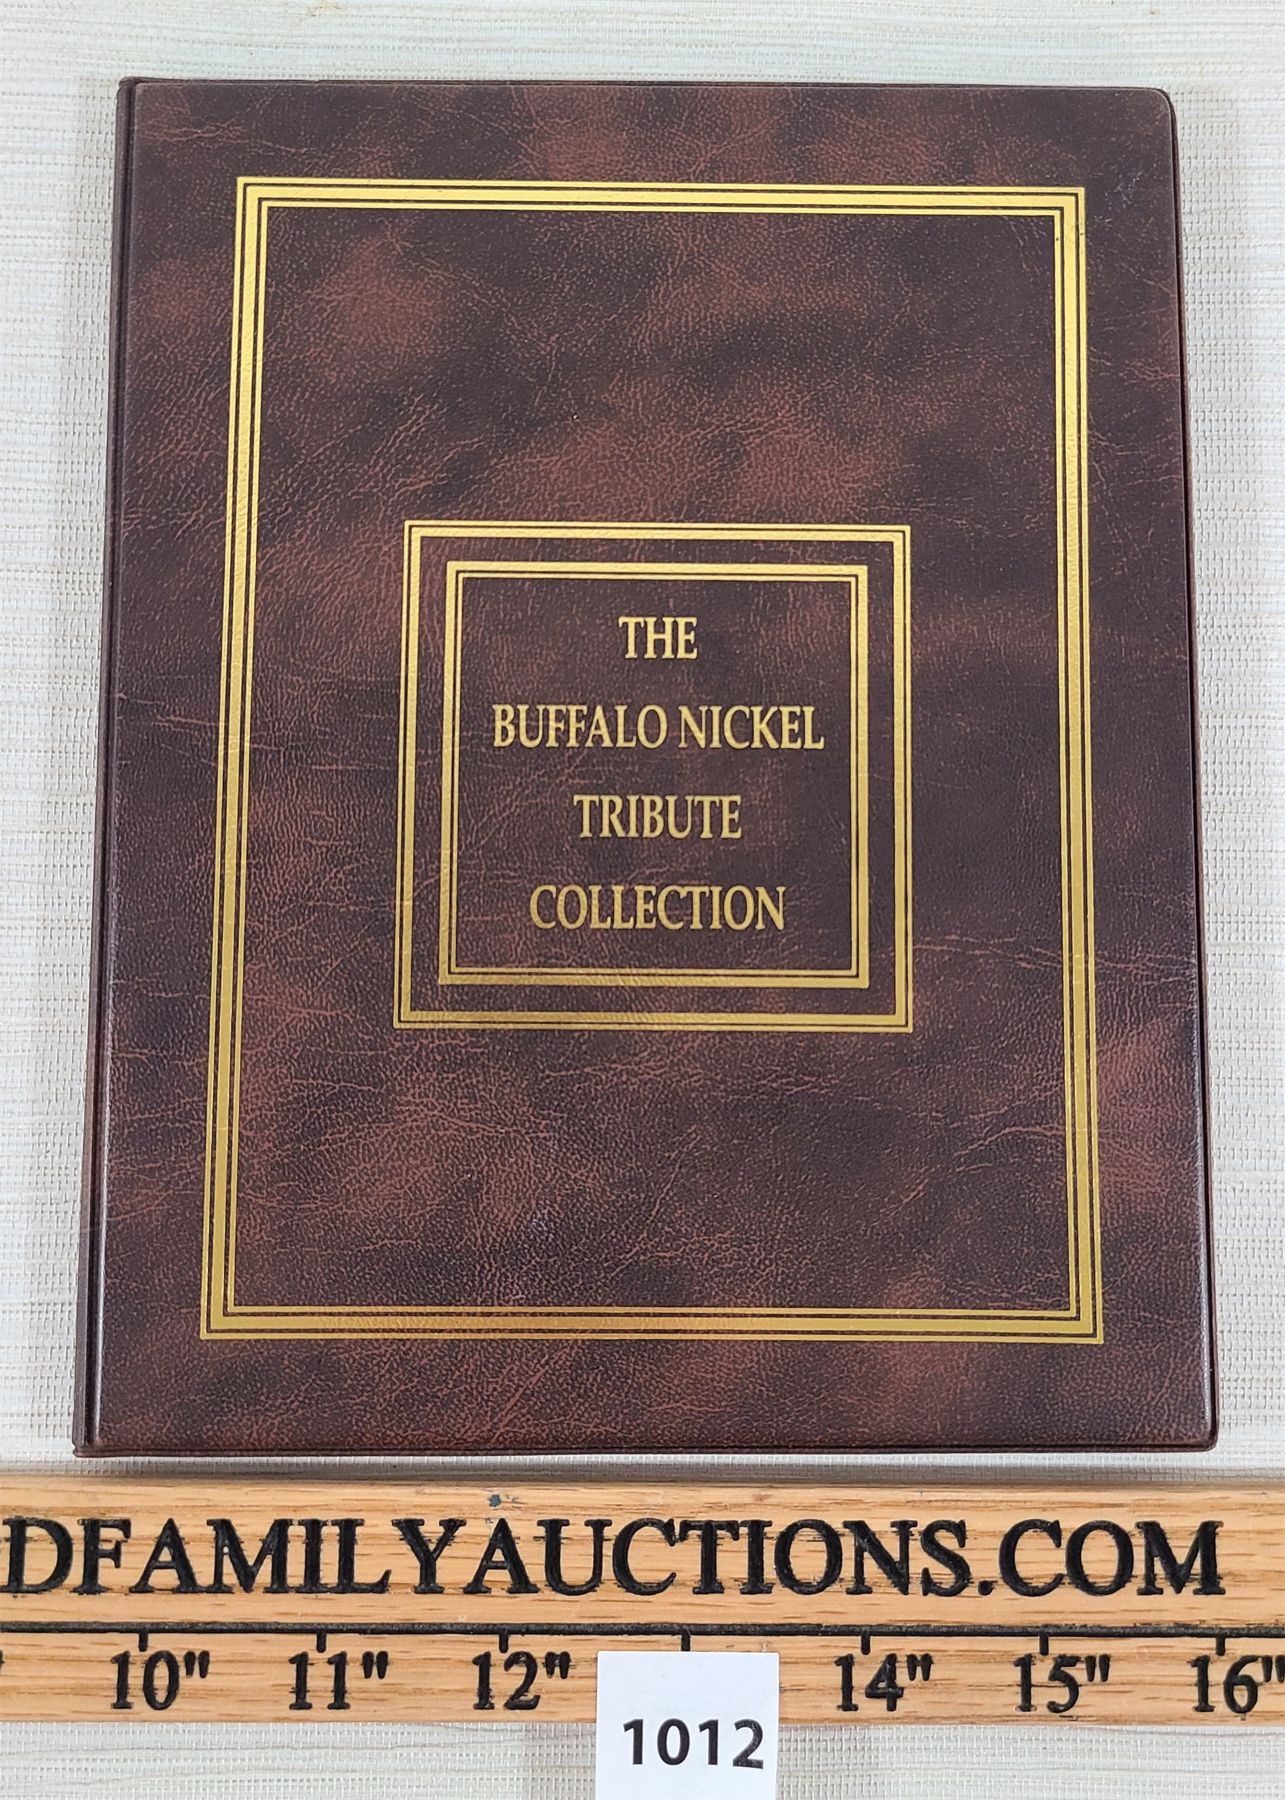 THE
BUFFALO NICKEL
TRIBUTE
COLLECTION
DFAMILYAUCTIONS.COM
10" 11" 12" 14" 15" 16"
1012